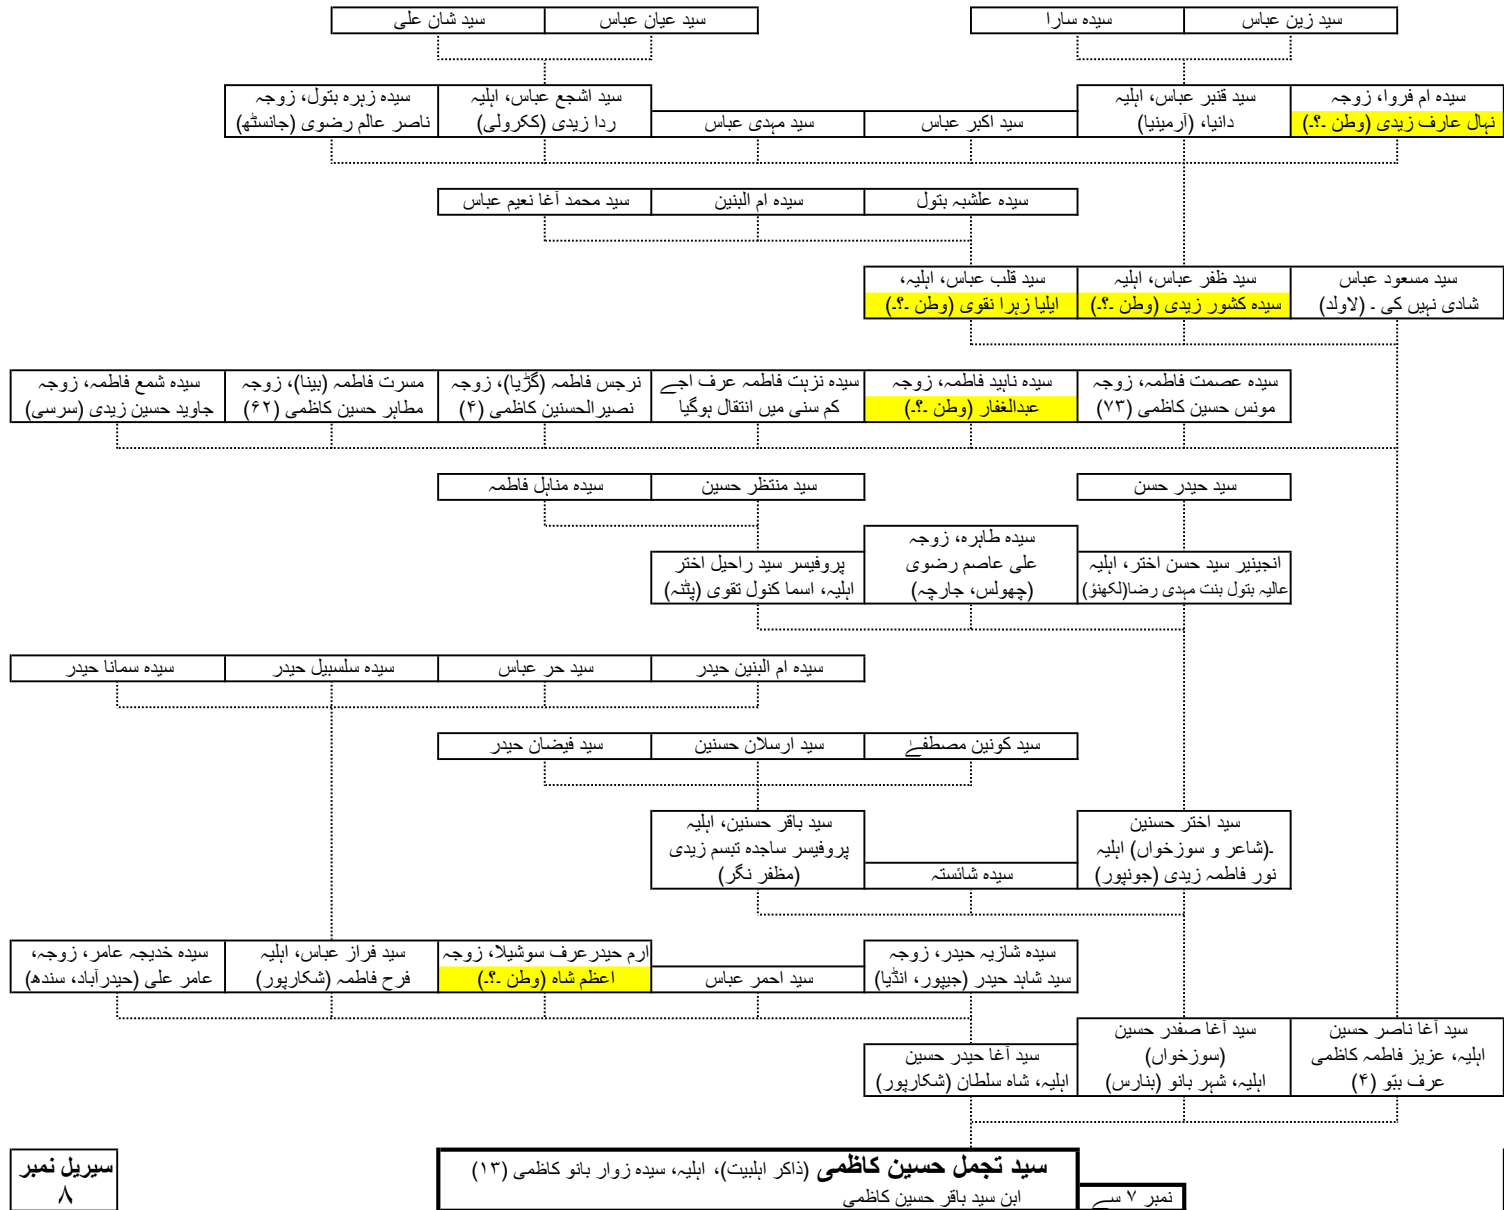 سید زین عباس
سیدہ سارا
سید عیان عباس
سید شان علی
سیدہ ام فروا، زوجہ
نہال عارف زیدی (وطن ـ؟ـ)
سید قنبر عباس، اہلیہ
دانیا، (آرمینیا)
سید اکبر عباس
سید مہدی عباس
سید اشجع عباس، اہلیہ
ردا زیدی (ککرولی)
سیدہ زہرہ بتول، زوجہ
ناصر عالم رضوی (جانسٹھ)
سیدہ علشبہ بتول
سیدہ ام البنین
سید محمد آغا نعیم عباس
سید مسعود عباس
شادی نہیں کی ـ (لاولد)
سید ظفر عباس، اہلیہ
سیدہ کشور زیدی (وطن ـ؟ـ)
سید قلب عباس، اہلیہ،
ایلیا زہرا نقوی (وطن ـ؟ـ)
سیدہ عصمت فاطمہ، زوجہ
مونس حسین کاظمی (۷۳)
سیدہ ناہید فاطمہ، زوجہ
عبدالغفار (وطن ـ؟ـ)
سیدہ نزہت فاطمہ عرف اجے
کم سنی میں انتقال ہوگیا
نرجس فاطمہ (گڑیا)، زوجہ
نصیرالحسنین کاظمی (۴)
مسرت فاطمہ (بینا)، زوجہ
مطاہر حسین کاظمی (۶۲)
سیدہ شمع فاطمہ، زوجہ
جاوید حسین زیدی (سرسی)
سید حیدر حسن
سید منتظر حسین
سیدہ مناہل فاطمہ
انجینیر سید حسن اختر، اہلیہ
عالیہ بتول بنت مہدی رضا(لکھنؤ)
سیدہ طاہرہ، زوجہ
علی عاصم رضوی
(چھولس، جارچہ)
پروفیسر سید راحیل اختر
اہلیہ، اسما کنول تقوی (پٹنہ)
سیدہ ام البنین حیدر
سید حر عباس
سیدہ سلسبیل حیدر
سیدہ سمانا حیدر
سید کونین مصطفےٰ
سید ارسلان حسنین
سید فیضان حیدر
سید اختر حسنین
ـ(شاعر و سوزخواں) اہلیہ
نور فاطمہ زیدی (جونپور)
سیدہ شائستہ
سید باقر حسنین، اہلیہ
پروفیسر ساجدہ تبسم زیدی
(مظفر نگر)
سیدہ شازیہ حیدر، زوجہ
سید شاہد حیدر (جیپور، انڈیا)
سید احمر عباس
ارم حیدرعرف سوشیلا، زوجہ
اعظم شاہ (وطن ـ؟ـ)
سید فراز عباس، اہلیہ
فرح فاطمہ (شکارپور)
سیدہ خدیجہ عامر، زوجہ،
عامر علی (حیدرآباد، سندھ)
سید آغا ناصر حسین
اہلیہ، عزیز فاطمہ کاظمی
عرف ببّو (۴)
سید آغا صفدر حسین
(سوزخواں)
اہلیہ، شہر بانو (بنارس)
سید آغا حیدر حسین
اہلیہ، شاہ سلطان (شکارپور)
سید تجمل حسین کاظمی (ذاکر اہلبیت)، اہلیہ، سیدہ زوار بانو کاظمی (۱۳)
ابن سید باقر حسین کاظمی
نمبر ۷ سے
سیریل نمبر
۸